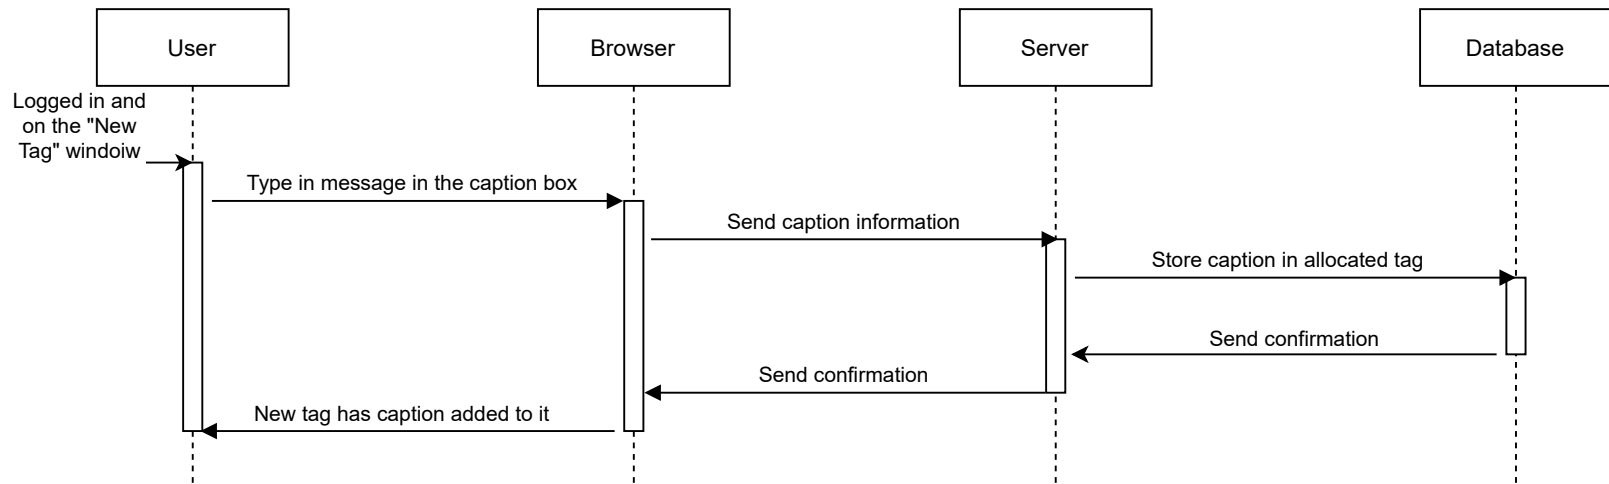 User
Browser
Server
Database
Logged in and
on the "New
Tag" windoiw
Type in message in the caption box
Send caption information
Store caption in allocated tag
Send confirmation
Send confirmation
New tag has caption added to it